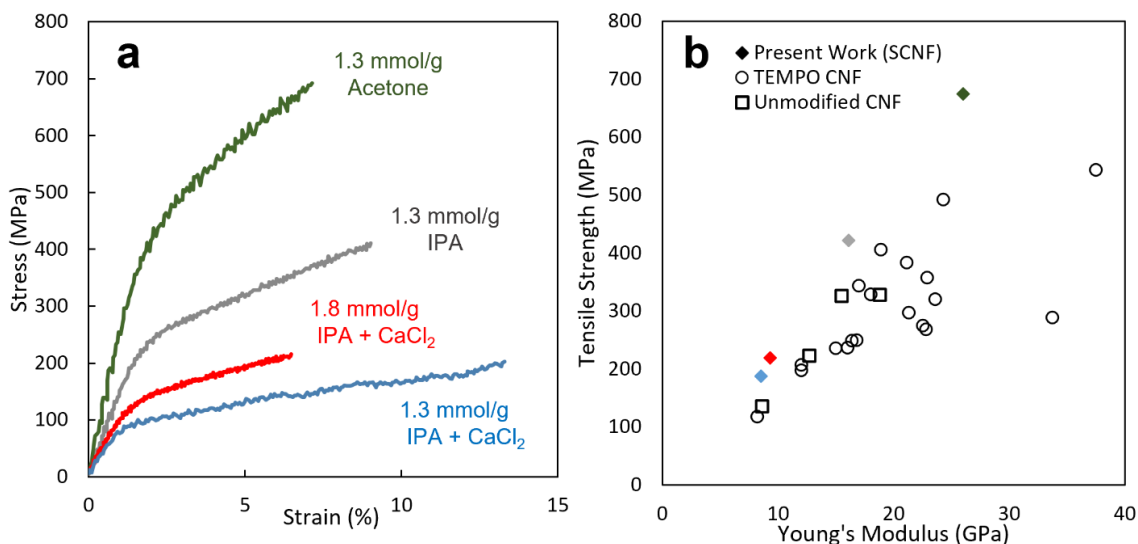 a
800
700
600
500
400
300
200
100
0
Stress (MPa)
0
5
10
15
Strain (%)
1.3 mmol/g
Acetone
1.3 mmol/g
IPA
1.8 mmol/g
IPA + CaCl₂
1.3 mmol/g
IPA + CaCl₂
b
800
700
600
500
400
300
200
100
0
Tensile Strength (MPa)
0
10
20
30
40
Young's Modulus (GPa)
Present Work (SCNF)
TEMPO CNF
Unmodified CNF